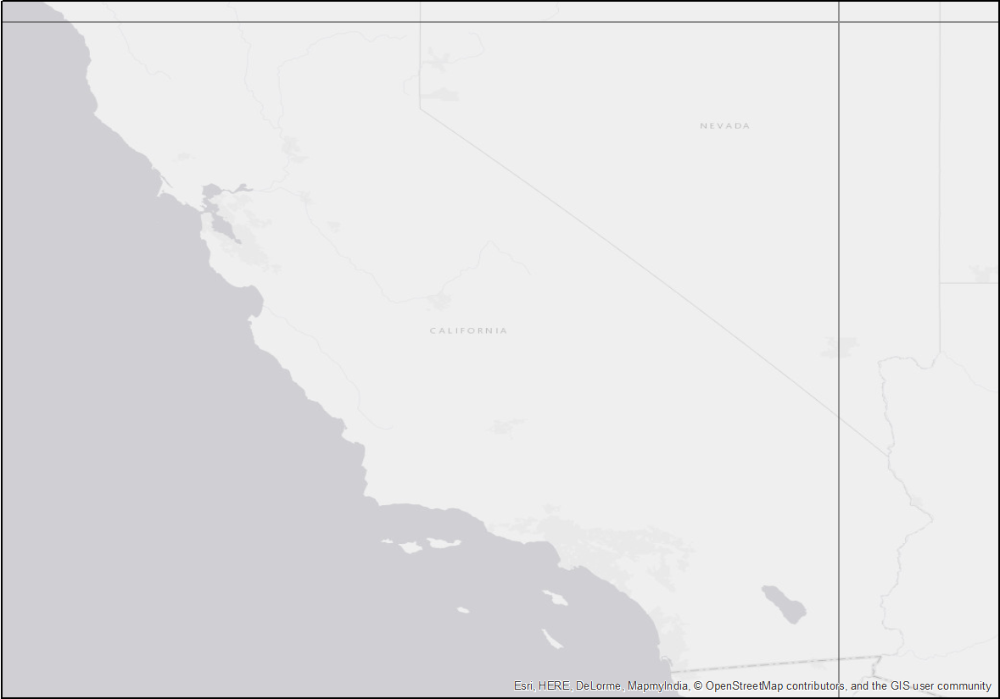 NEVADA
CALIFORNIA
Esri, HERE, DeLorme, MapmyIndia, © OpenStreetMap contributors, and the GIS user community